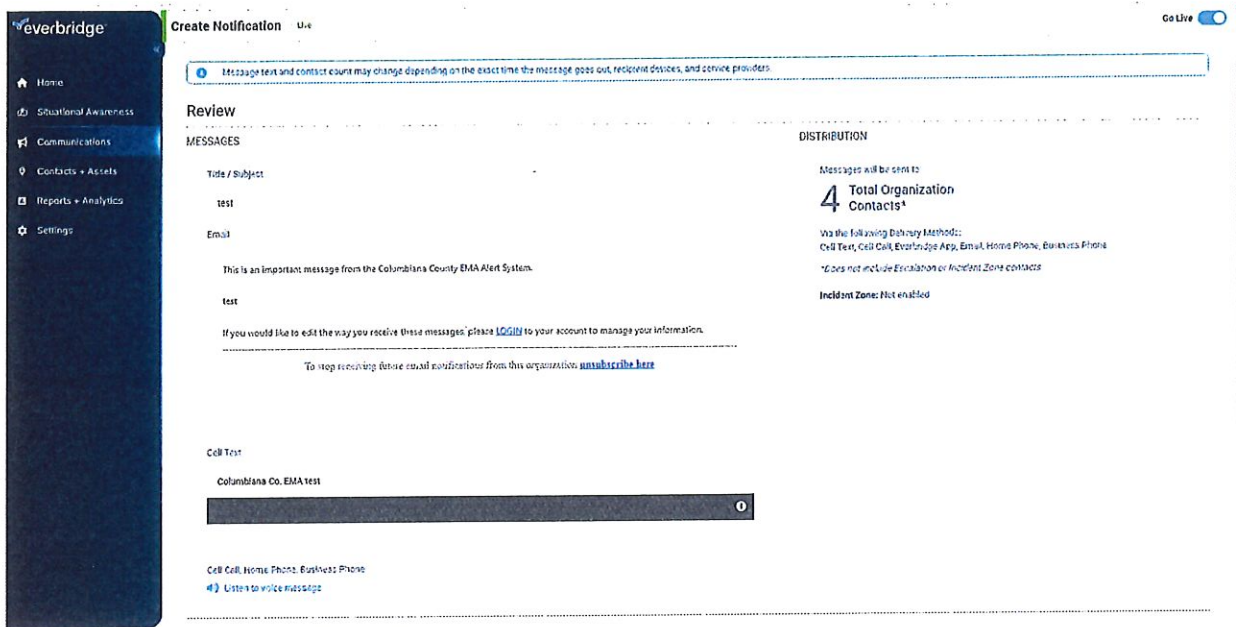 everbridge
Create Notification Live
Go Live
Message text and contact count may change depending on the exact time the message goes out, recipient devices, and service providers.
Home
Situational Awareness
Communications
Contacts + Assets
Reports + Analytics
Settings
Review
MESSAGES
Title / Subject
test
Email
This is an important message from the Columbiana County EMA Alert System.
test
If you would like to edit the way you receive these messages, please LOGIN to your account to manage your information.
To stop receiving future email notifications from this organization unsubscribe here
Cell Text
Columbiana Co. EMA test
Cell Call, Home Phone, Business Phone
Listen to voice message
DISTRIBUTION
Messages will be sent to
4 Total Organization
Contacts*
Via the following Delivery Methods:
Cell Text, Cell Call, Everbridge App, Email, Home Phone, Business Phone
*Does not include Escalation or Incident Zone contacts
Incident Zone: Not enabled